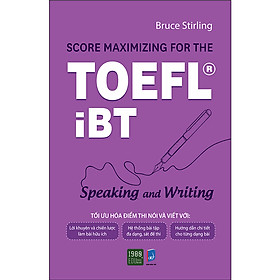 Bruce Stirling
SCORE MAXIMIZING FOR THE
TOEFL®
iBT
Speaking and Writing
TỐI ƯU HÓA ĐIỂM THI NÓI VÀ VIẾT VỚI:
Lời khuyên và chiến lược Hệ thống bài tập Hướng dẫn chi tiết
làm bài hữu ích đa dạng, sát đề thi cho từng dạng bài
1980
BOOKS